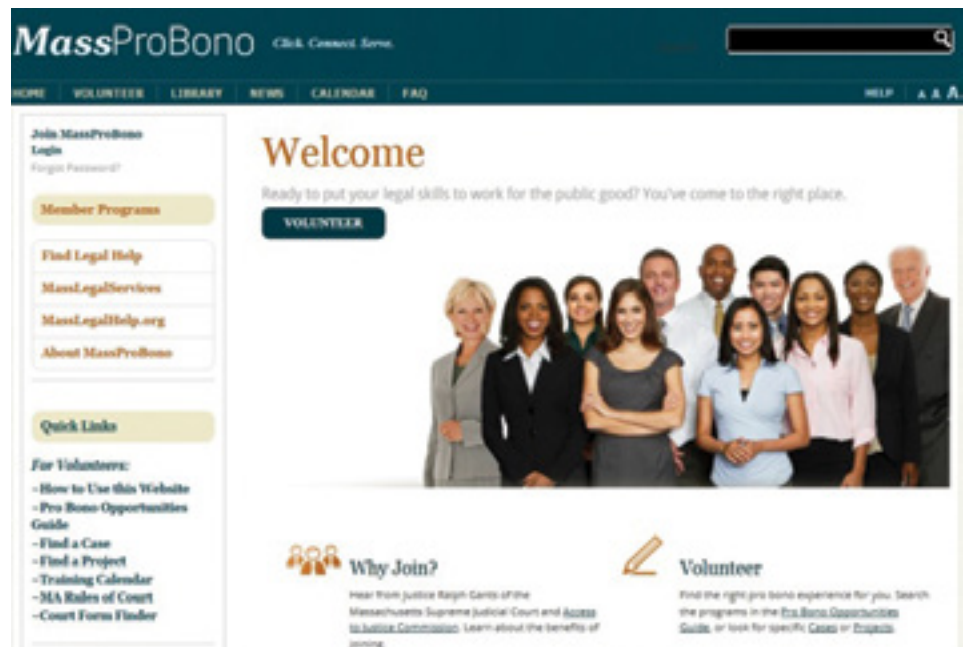 MassProBono Click. Connect. Serve.
HOME VOLUNTEER LIBRARY NEWS CALENDAR FAQ HELP A A A
Join MassProBono
Login
Forgot Password?
Member Programs
Find Legal Help
MassLegalServices
MassLegalHelp.org
About MassProBono
Quick Links
For Volunteers:
-How to Use this Website
-Pro Bono Opportunities
Guide
-Find a Case
-Find a Project
-Training Calendar
-MA Rules of Court
-Court Form Finder
Welcome
Ready to put your legal skills to work for the public good? You've come to the right place.
VOLUNTEER
Why Join?
Hear from Justice Ralph Gants of the
Massachusetts Supreme Judicial Court and Access
to Justice Commission. Learn about the benefits of
joining.
Volunteer
Find the right pro bono experience for you. Search
the programs in the Pro Bono Opportunities
Guide, or look for specific Cases or Projects.